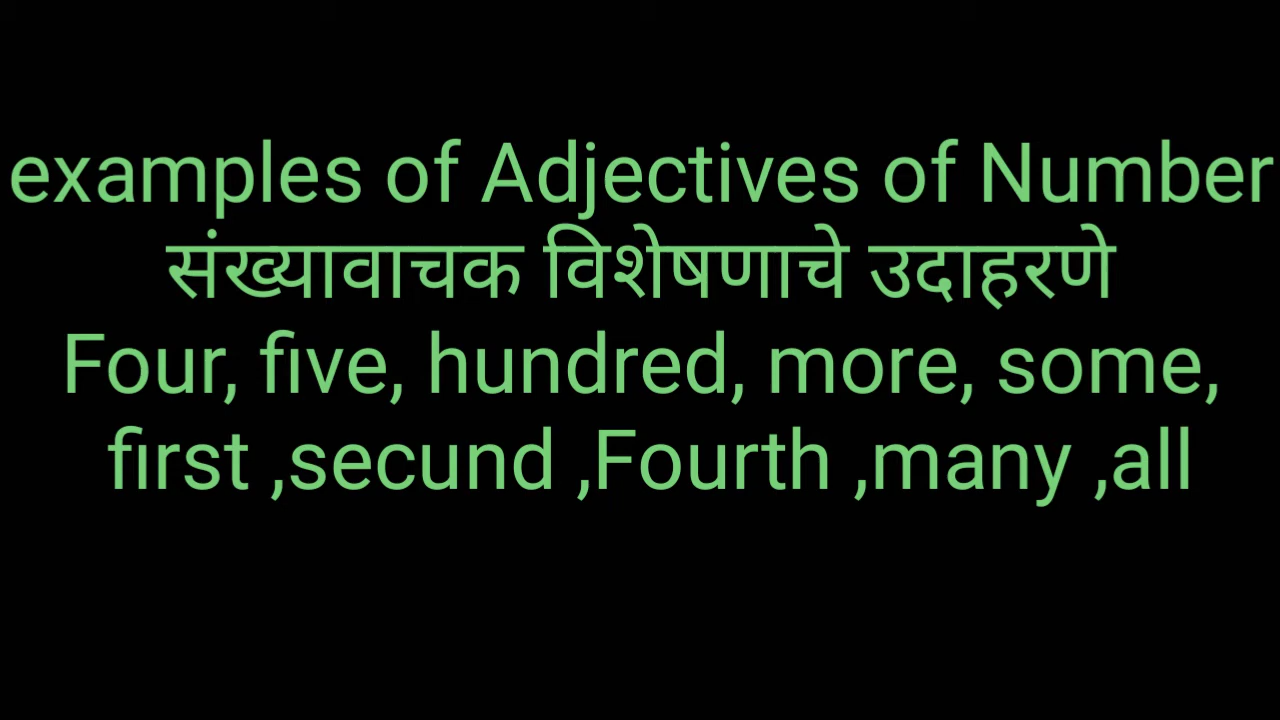 examples of Adjectives of Number
संख्यावाचक विशेषणाचे उदाहरणे
Four, five, hundred, more, some,
first ,secund ,Fourth ,many ,all